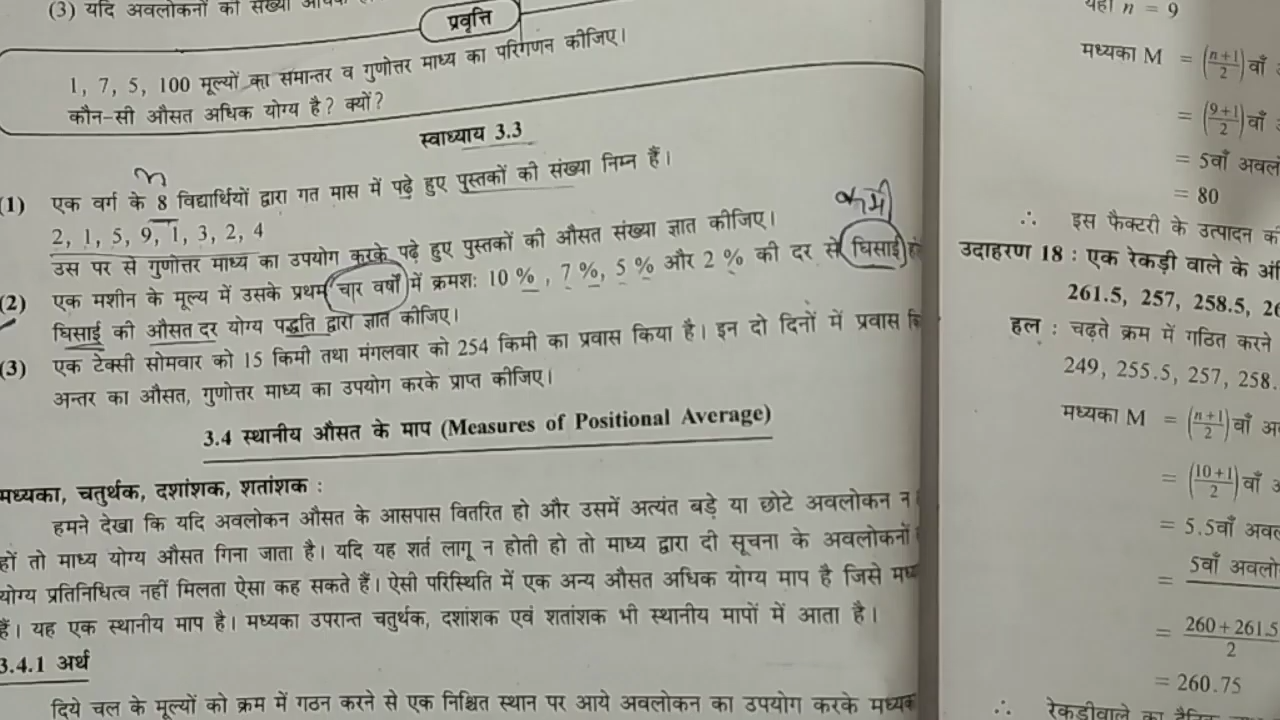 (3) यदि अवलोकनों की संख्या
प्रवृत्ति
1, 7, 5, 100 मूल्यों का समान्तर व गुणोत्तर माध्य का परिगणन कीजिए।
कौन-सी औसत अधिक योग्य है? क्यों?
स्वाध्याय 3.3
n
(1) एक वर्ग के 8 विद्यार्थियों द्वारा गत मास में पढ़े हुए पुस्तकों की संख्या निम्न हैं।
2, 1, 5, 9, 1, 3, 2, 4
उस पर से गुणोत्तर माध्य का उपयोग करके पढ़े हुए पुस्तकों की औसत संख्या ज्ञात कीजिए।
कमी
(2) एक मशीन के मूल्य में उसके प्रथम चार वर्षों में क्रमश: 10 %, 7 %, 5 % और 2 % की दर से घिसाई
घिसाई की औसत दर योग्य पद्धति द्वारा ज्ञात कीजिए।
(3) एक टेक्सी सोमवार को 15 किमी तथा मंगलवार को 254 किमी का प्रवास किया है। इन दो दिनों में प्रवास
अन्तर का औसत, गुणोत्तर माध्य का उपयोग करके प्राप्त कीजिए।
3.4 स्थानीय औसत के माप (Measures of Positional Average)
मध्यका, चतुर्थक, दशांशक, शतांशक :
हमने देखा कि यदि अवलोकन औसत के आसपास वितरित हो और उसमें अत्यंत बड़े या छोटे अवलोकन न
हों तो माध्य योग्य औसत गिना जाता है। यदि यह शर्त लागू न होती हो तो माध्य द्वारा दी सूचना के अवलोकनों
योग्य प्रतिनिधित्व नहीं मिलता ऐसा कह सकते हैं। ऐसी परिस्थिति में एक अन्य औसत अधिक योग्य माप है जिसे
हैं। यह एक स्थानीय माप है। मध्यका उपरान्त चतुर्थक, दशांशक एवं शतांशक भी स्थानीय मापों में आता है।
3.4.1 अर्थ
दिये चल के मूल्यों को क्रम में गठन करने से एक निश्चित स्थान पर आये अवलोकन का उपयोग करके
यहाँ n = 9
मध्यका M = (n+1/2)वाँ
= (9+1/2)वाँ
= 5वाँ
= 80
∴ इस फैक्टरी के उत्पादन
उदाहरण 18 : एक रेकड़ी वाले के
261.5, 257, 258.5,
हल : चढ़ते क्रम में गठित करने
249, 255.5, 257, 258.
मध्यका M = (n+1/2)वाँ
= (10+1/2)वाँ
= 5.5वाँ
= 5वाँ
= 260+261.5/2
= 260.75
∴ रेकड़ीवाले का